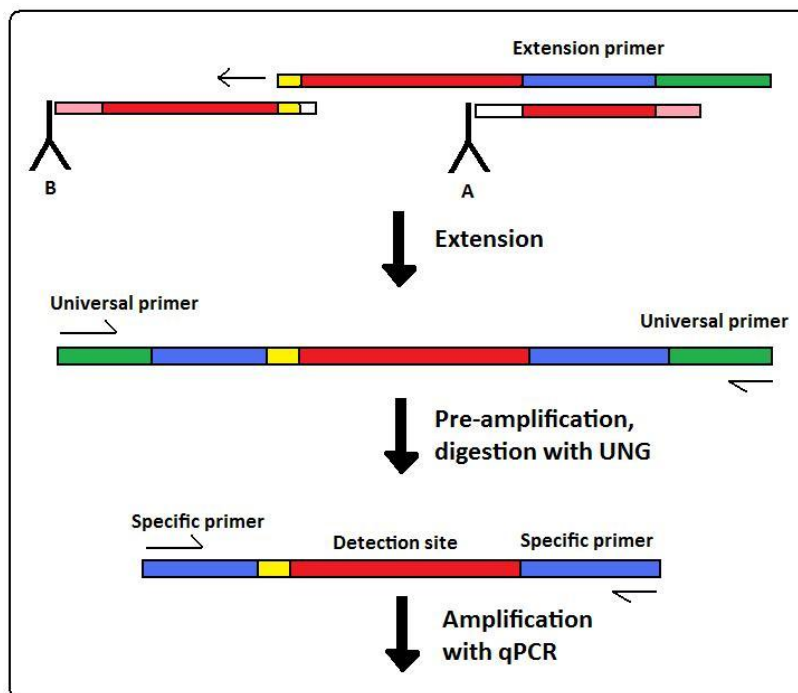 Extension primer
B
A
Extension
Universal primer
Universal primer
Pre-amplification,
digestion with UNG
Specific primer
Detection site
Specific primer
Amplification
with qPCR